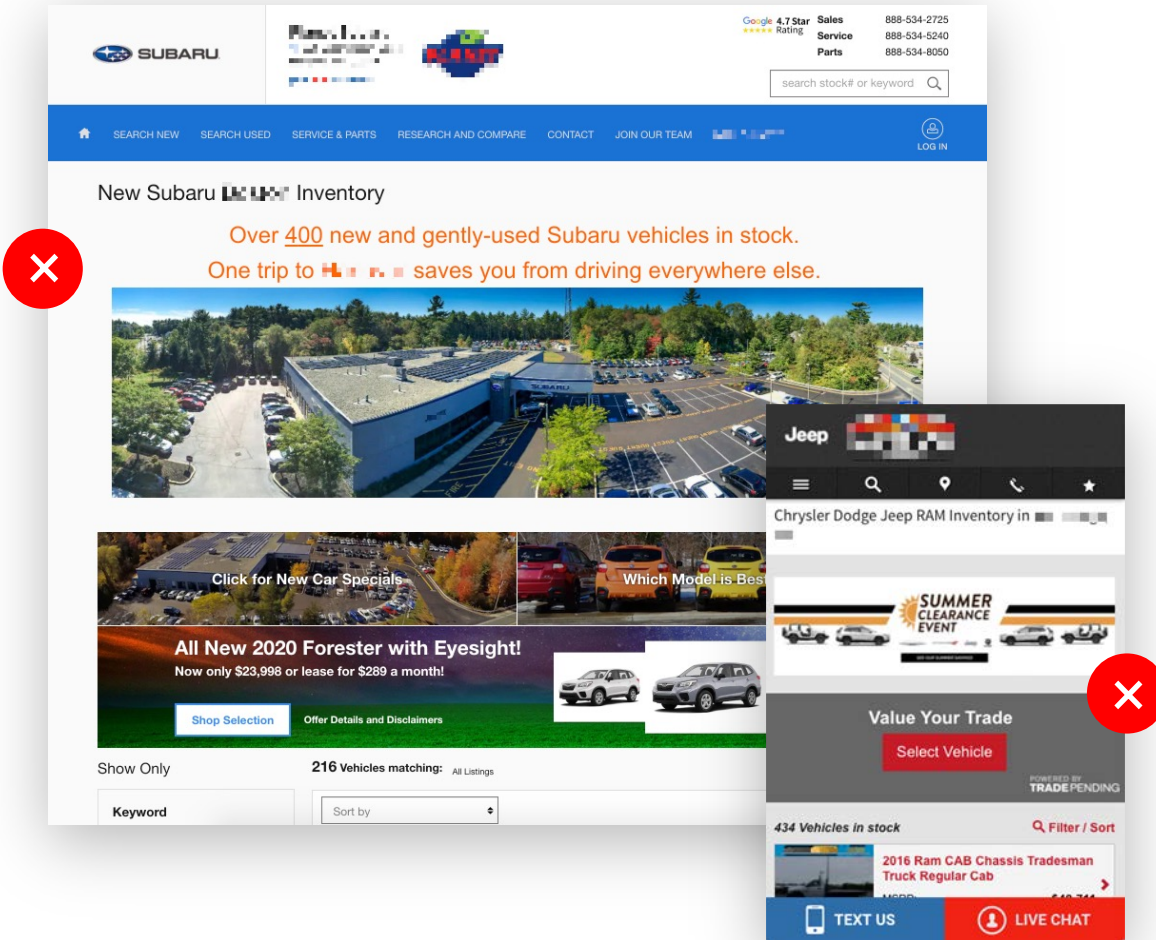 SUBARU
Google 4.7 Star Rating
Sales 888-534-2725
Service 888-534-5240
Parts 888-534-8050
search stock# or keyword
SEARCH NEW SEARCH USED SERVICE & PARTS RESEARCH AND COMPARE CONTACT JOIN OUR TEAM
LOG IN
New Subaru Inventory
Over 400 new and gently-used Subaru vehicles in stock.
One trip to saves you from driving everywhere else.
SUBARU
Click for New Car Specials
Which Model is Bes
All New 2020 Forester with Eyesight!
Now only $23,998 or lease for $289 a month!
Shop Selection Offer Details and Disclaimers
Show Only
216 Vehicles matching: All Listings
Keyword
Sort by
Jeep
Chrysler Dodge Jeep RAM Inventory in
SUMMER
CLEARANCE
EVENT
Value Your Trade
Select Vehicle
POWERED BY
TRADEPENDING
434 Vehicles in stock
Filter / Sort
2016 Ram CAB Chassis Tradesman
Truck Regular Cab
TEXT US
LIVE CHAT